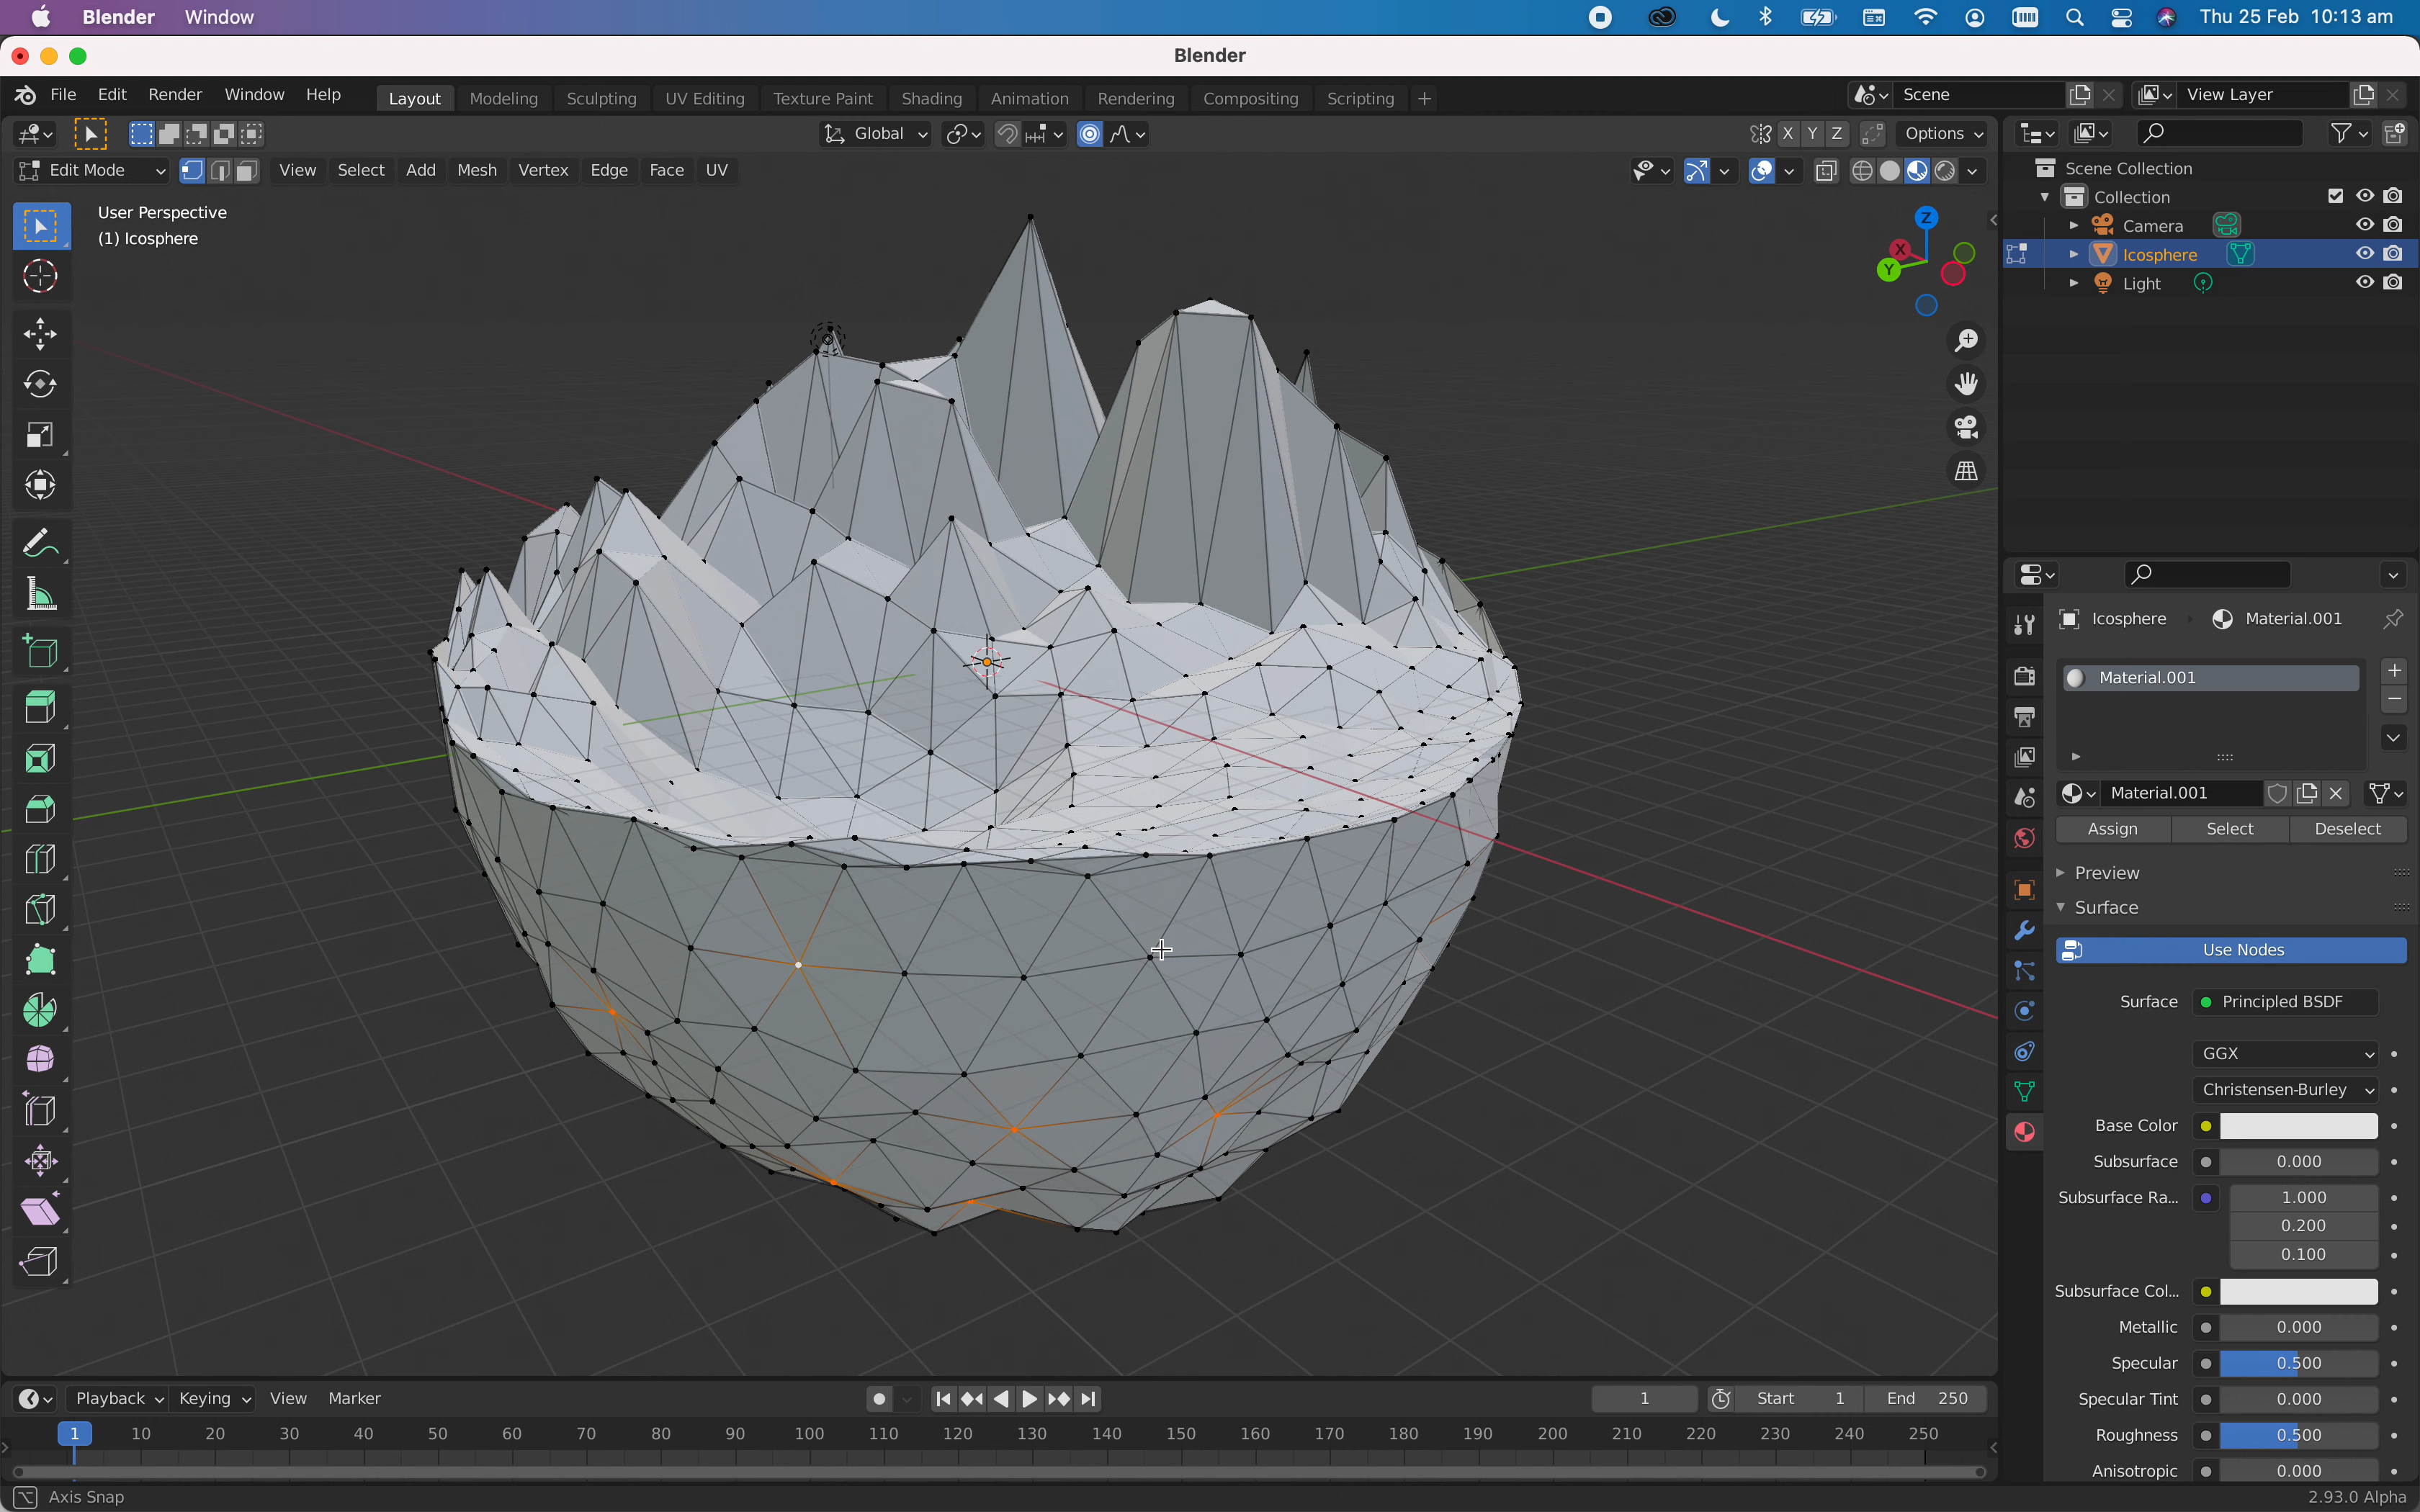 Blender Window Thu 25 Feb 10:13 am
Blender
File Edit Render Window Help Layout Modeling Sculpting UV Editing Texture Paint Shading Animation Rendering Compositing Scripting + Scene View Layer
Global X Y Z Options
Edit Mode View Select Add Mesh Vertex Edge Face UV
User Perspective
(1) Icosphere
Z
X
Y
Scene Collection
Collection
Camera
Icosphere
Light
Icosphere Material.001
Material.001
Material.001
Assign Select Deselect
Preview
Surface
Use Nodes
Surface Principled BSDF
GGX
Christensen-Burley
Base Color
Subsurface 0.000
Subsurface Ra... 1.000
0.200
0.100
Subsurface Col...
Metallic 0.000
Specular 0.500
Specular Tint 0.000
Roughness 0.500
Anisotropic 0.000
Playback Keying View Marker 1 Start 1 End 250
1 10 20 30 40 50 60 70 80 90 100 110 120 130 140 150 160 170 180 190 200 210 220 230 240 250
Axis Snap 2.93.0 Alpha